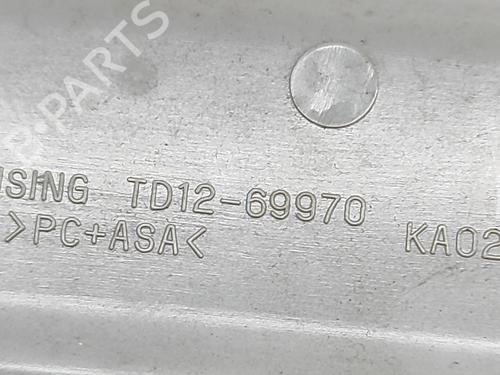 B-PARTS
USING TD12-69970
>PC+ASA< KA02